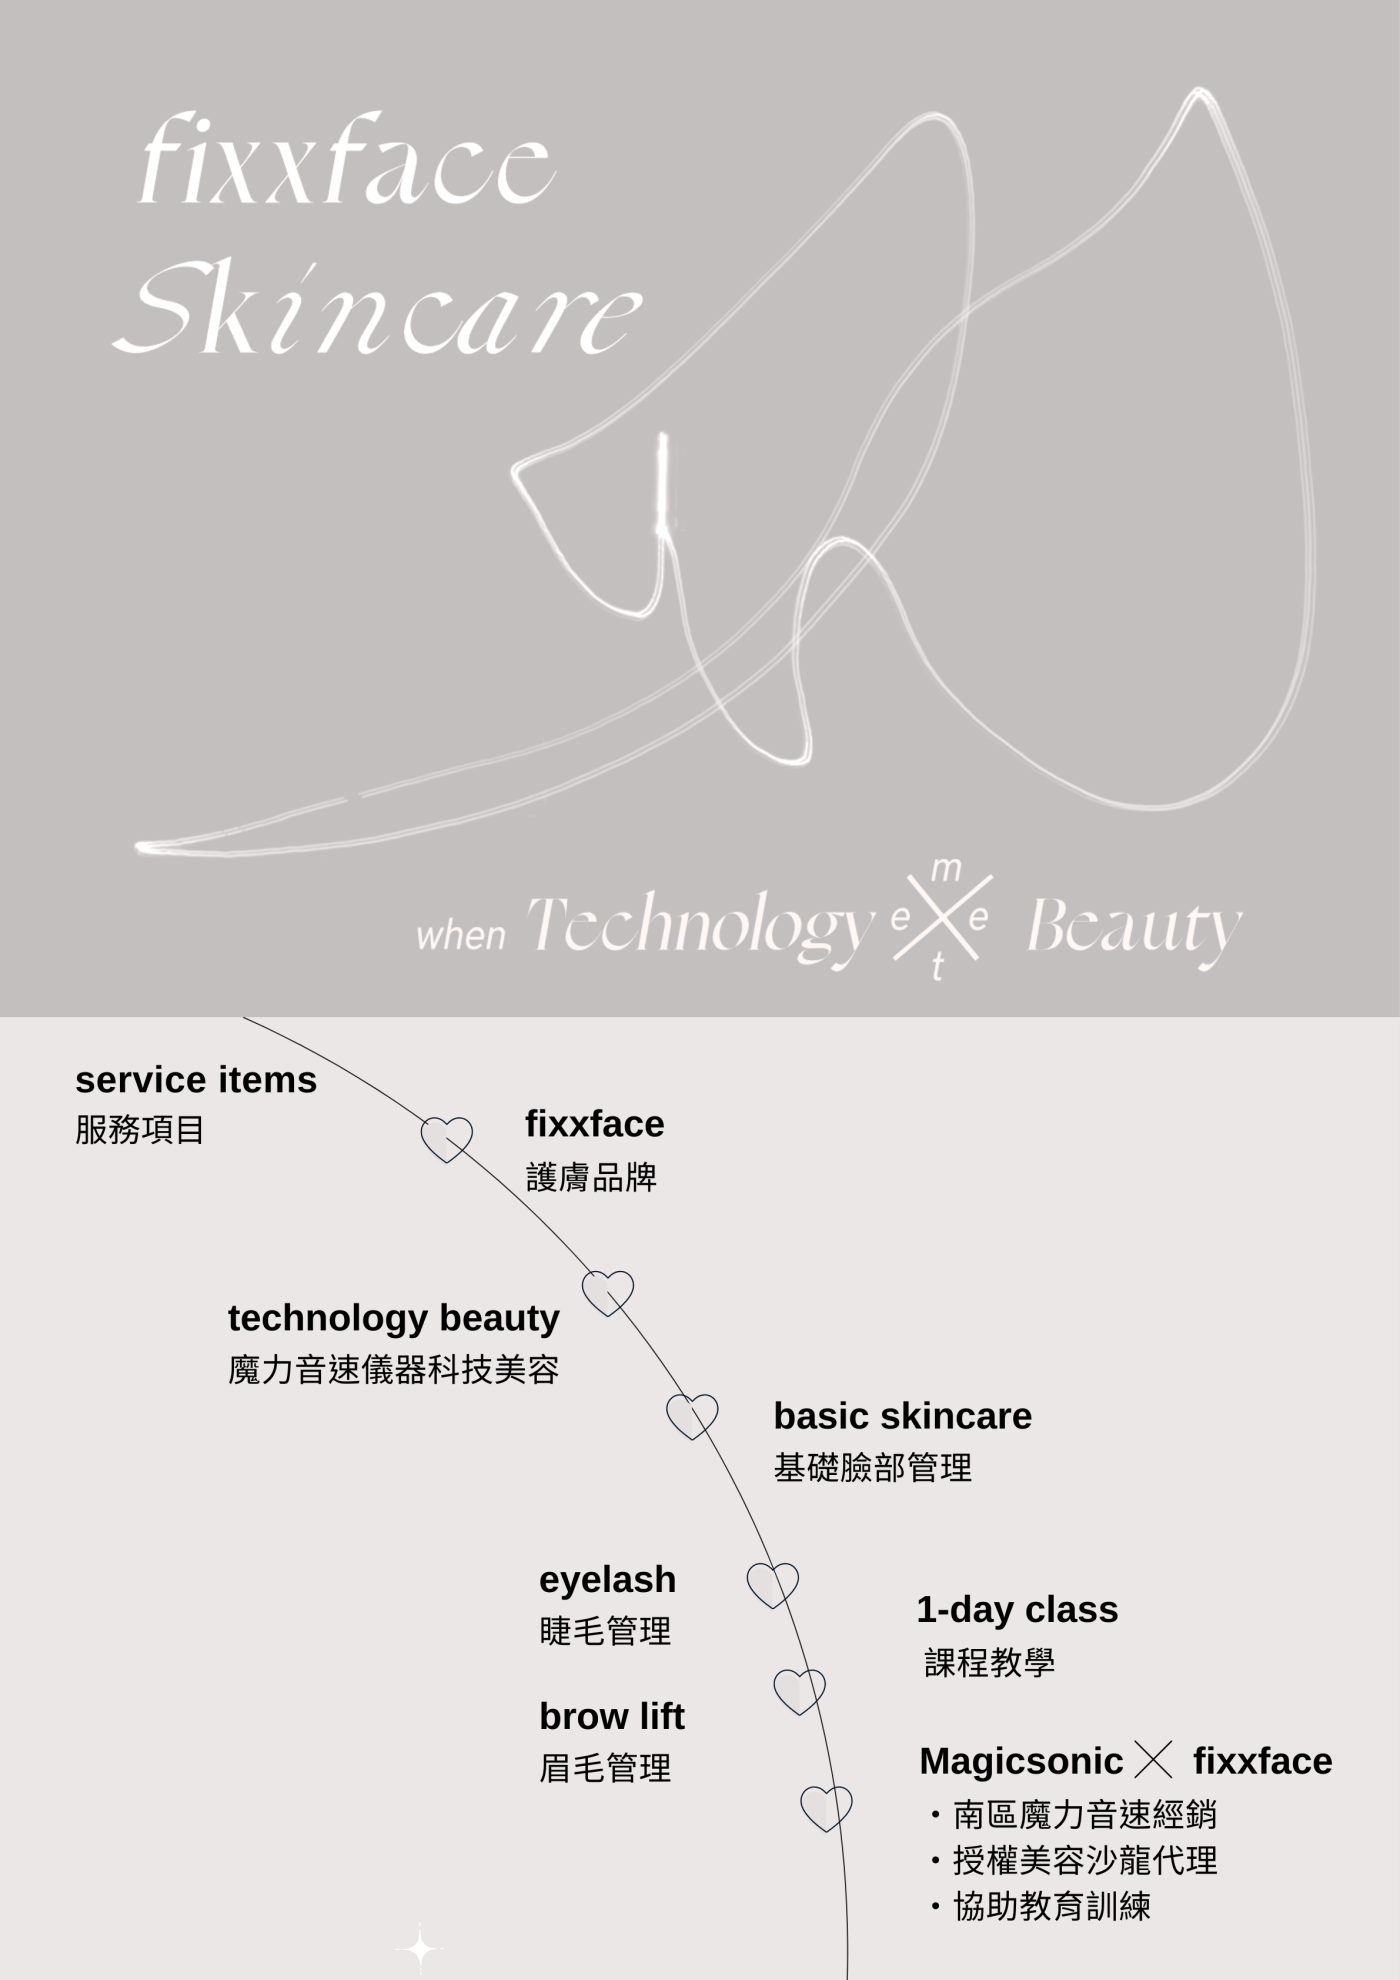 fixxface
Skincare
when Technology meet Beauty
service items
服務項目
fixxface
護膚品牌
technology beauty
魔力音速儀器科技美容
basic skincare
基礎臉部管理
eyelash
睫毛管理
1-day class
課程教學
brow lift
眉毛管理
Magicsonic X fixxface
・南區魔力音速經銷
・授權美容沙龍代理
・協助教育訓練